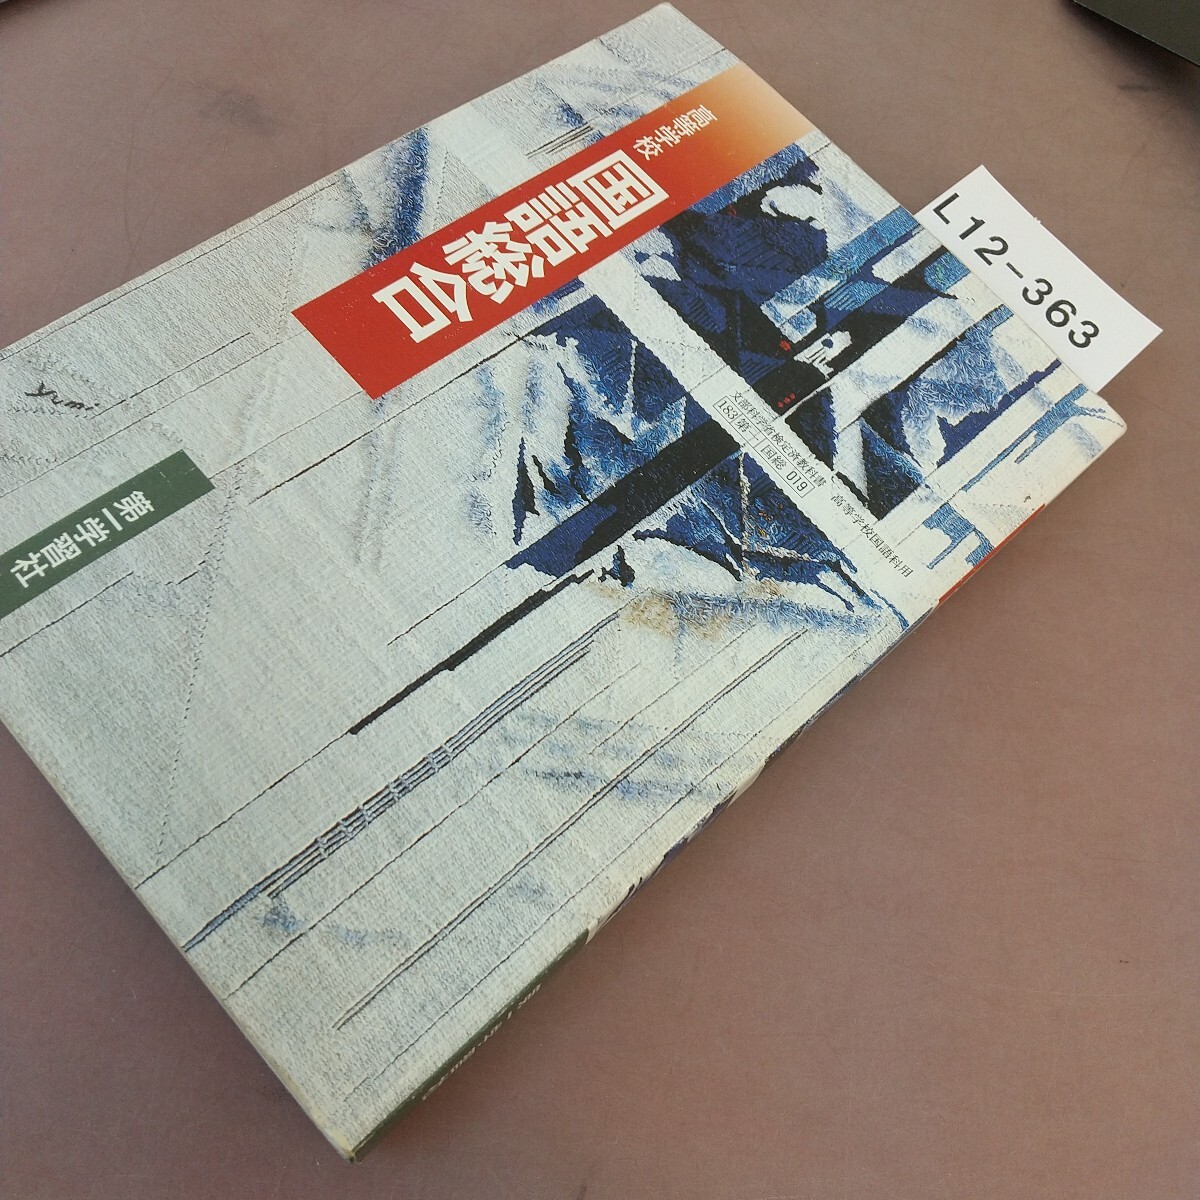 高等学校
国語総合
文部科学省検定済教科書 高等学校国語科用
183 第一 国総 019
第一学習社
yumi
L12-363